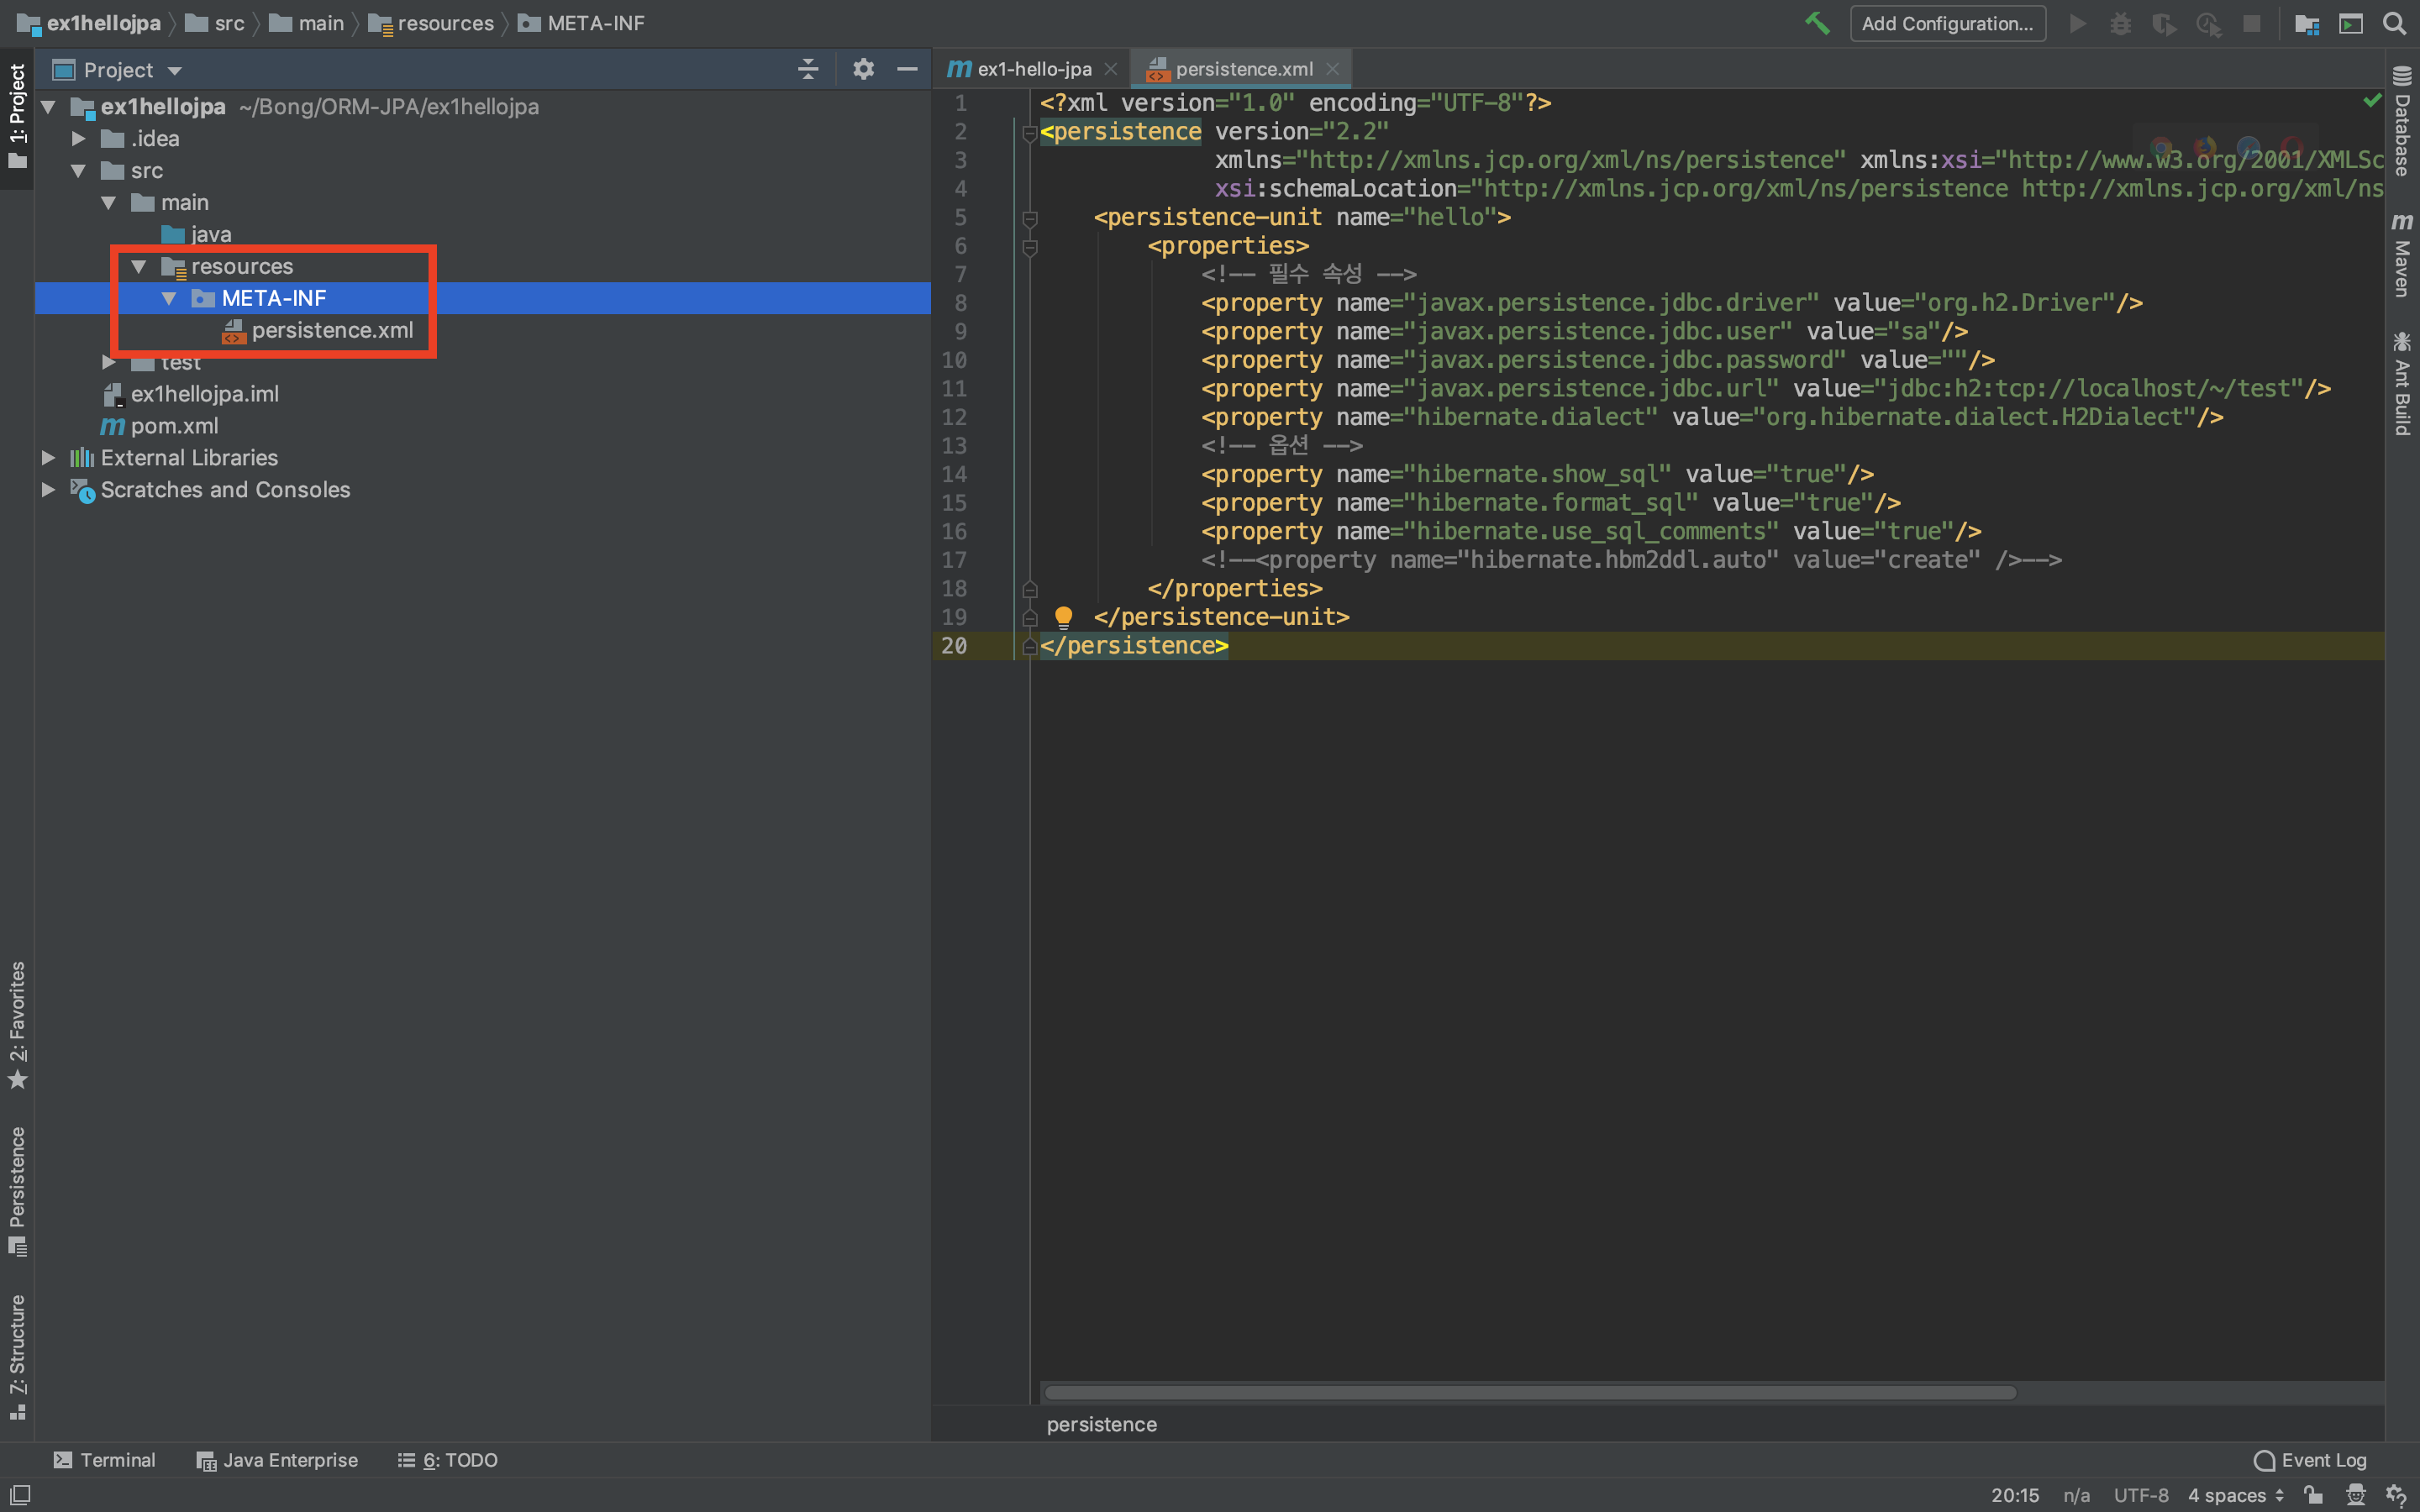 ex1hellojpa
src
main
resources
META-INF
Add Configuration...
Project
ex1hellojpa ~/Bong/ORM-JPA/ex1hellojpa
.idea
src
main
java
resources
META-INF
persistence.xml
test
ex1hellojpa.iml
pom.xml
External Libraries
Scratches and Consoles
1: Project
2: Favorites
Persistence
7: Structure
ex1-hello-jpa
persistence.xml
1 <?xml version="1.0" encoding="UTF-8"?>
2 <persistence version="2.2"
3 xmlns="http://xmlns.jcp.org/xml/ns/persistence" xmlns:xsi="http://www.w3.org/2001/XMLSc
4 xsi:schemaLocation="http://xmlns.jcp.org/xml/ns/persistence http://xmlns.jcp.org/xml/ns
5 <persistence-unit name="hello">
6 <properties>
7 <!-- 필수 속성 -->
8 <property name="javax.persistence.jdbc.driver" value="org.h2.Driver"/>
9 <property name="javax.persistence.jdbc.user" value="sa"/>
10 <property name="javax.persistence.jdbc.password" value=""/>
11 <property name="javax.persistence.jdbc.url" value="jdbc:h2:tcp://localhost/~/test"/>
12 <property name="hibernate.dialect" value="org.hibernate.dialect.H2Dialect"/>
13 <!-- 옵션 -->
14 <property name="hibernate.show_sql" value="true"/>
15 <property name="hibernate.format_sql" value="true"/>
16 <property name="hibernate.use_sql_comments" value="true"/>
17 <!--<property name="hibernate.hbm2ddl.auto" value="create" />-->
18 </properties>
19 </persistence-unit>
20 </persistence>
persistence
Database
Maven
Ant Build
Terminal
Java Enterprise
6: TODO
Event Log
20:15
n/a
UTF-8
4 spaces